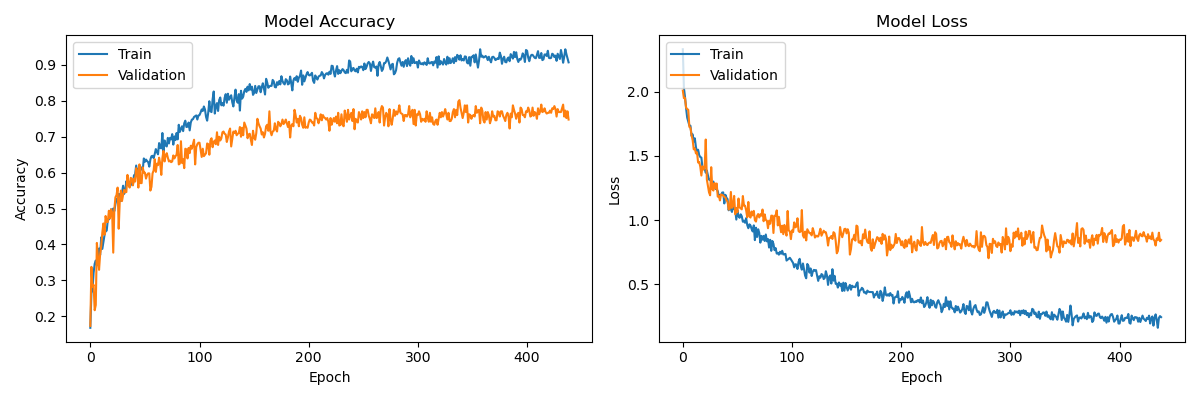 Model Accuracy
Train
Validation
Accuracy
0.9
0.8
0.7
0.6
0.5
0.4
0.3
0.2
0 100 200 300 400
Epoch
Model Loss
Train
Validation
Loss
2.0
1.5
1.0
0.5
0 100 200 300 400
Epoch